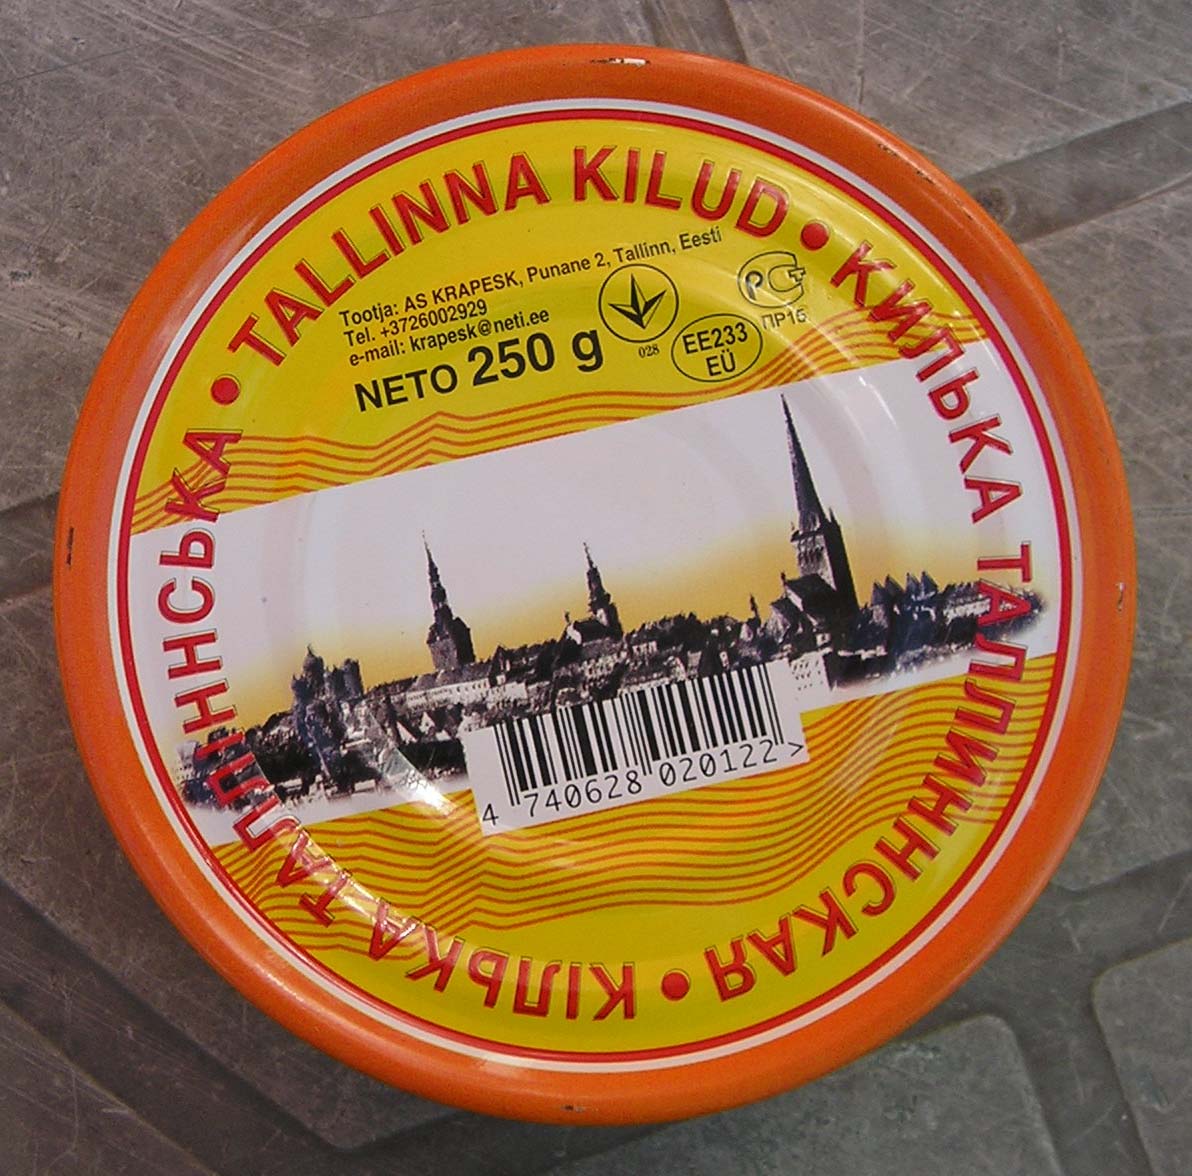 TALLINNA KILUD • КИЛЬКА ТАЛЛИННСКАЯ • КІЛЬКА ТАЛЛІННСЬКА •
Tootja: AS KRAPESK, Punane 2, Tallinn, Eesti
Tel. +3726002929
e-mail: krapesk@neti.ee
NETO 250 g
028
EE233
EÜ
РСТ
ПР15
4 740628 020122 >